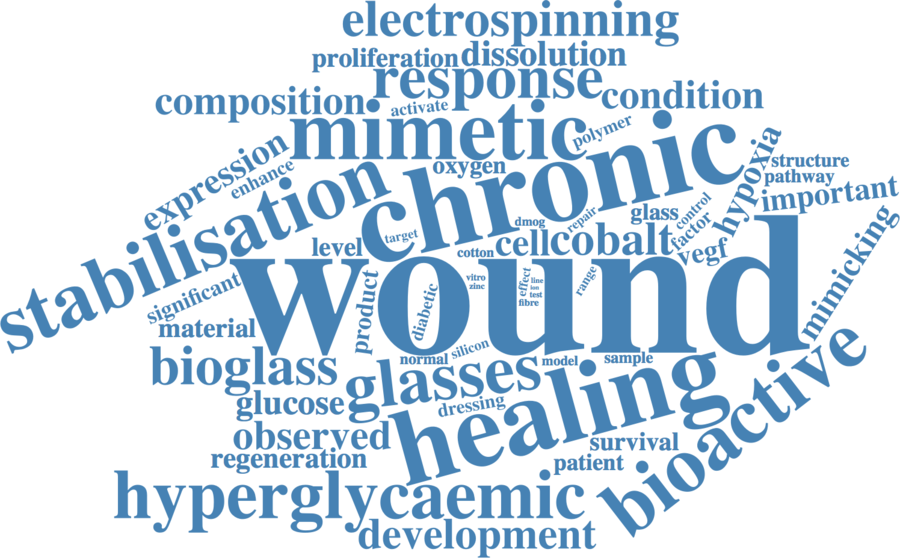 electrospinning
proliferation
dissolution
response
composition
activate
condition
mimetic
polymer
chronic
expression
enhance
oxygen
hypoxia
structure
pathway
important
stabilisation
target
level
dmog
repair
glass
control
factor
cotton
cell
cobalt
vegf
mimicking
wound
significant
material
product
diabetic
vitro
zinc
effect
line
ion
test
fibre
range
normal
silicon
model
sample
bioglass
glasses
glucose
dressing
healing
bioactive
observed
regeneration
survival
patient
hyperglycaemic
development